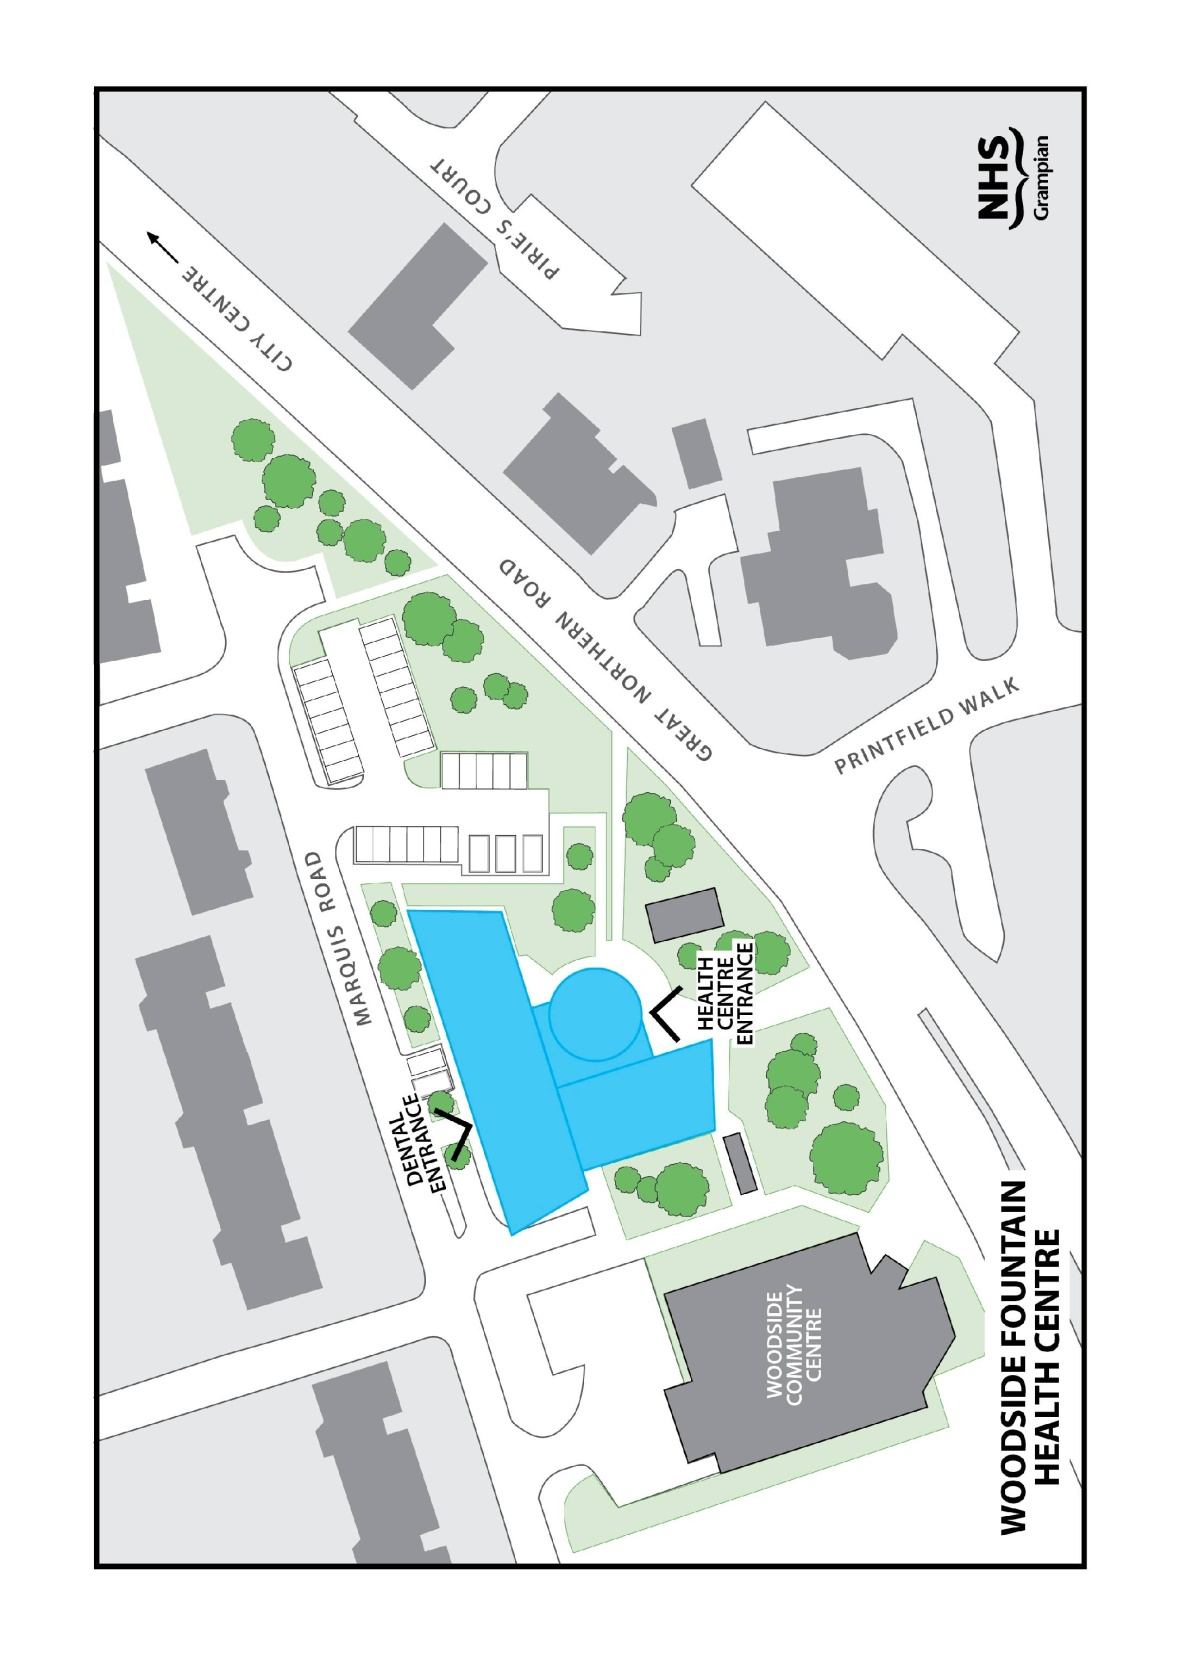 NHS
Grampian
PIRIE'S COURT
CITY CENTRE
GREAT NORTHERN ROAD
PRINTFIELD WALK
MARQUIS ROAD
HEALTH
CENTRE
ENTRANCE
DENTAL
ENTRANCE
WOODSIDE
COMMUNITY
CENTRE
WOODSIDE FOUNTAIN
HEALTH CENTRE